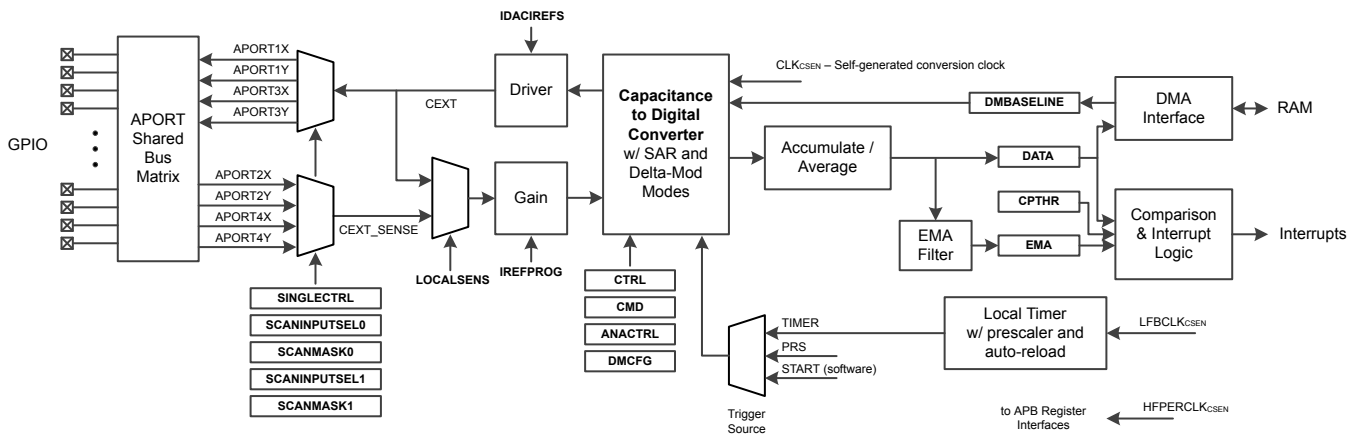 IDACIREFS
GPIO
APORT
Shared
Bus
Matrix
APORT1X
APORT1Y
APORT3X
APORT3Y
APORT2X
APORT2Y
APORT4X
APORT4Y
CEXT
CEXT_SENSE
Driver
Gain
LOCALSENS
IREFPROG
SINGLECTRL
SCANINPUTSEL0
SCANMASK0
SCANINPUTSEL1
SCANMASK1
Capacitance
to Digital
Converter
w/ SAR and
Delta-Mod
Modes
CTRL
CMD
ANACTRL
DMCFG
CLKCSEN – Self-generated conversion clock
DMBASELINE
DMA
Interface
RAM
Accumulate /
Average
DATA
CPTHR
EMA
Filter
EMA
Comparison
& Interrupt
Logic
Interrupts
TIMER
PRS
START (software)
Trigger
Source
Local Timer
w/ prescaler and
auto-reload
LFBCLKCSEN
to APB Register
Interfaces
HFPERCLKCSEN